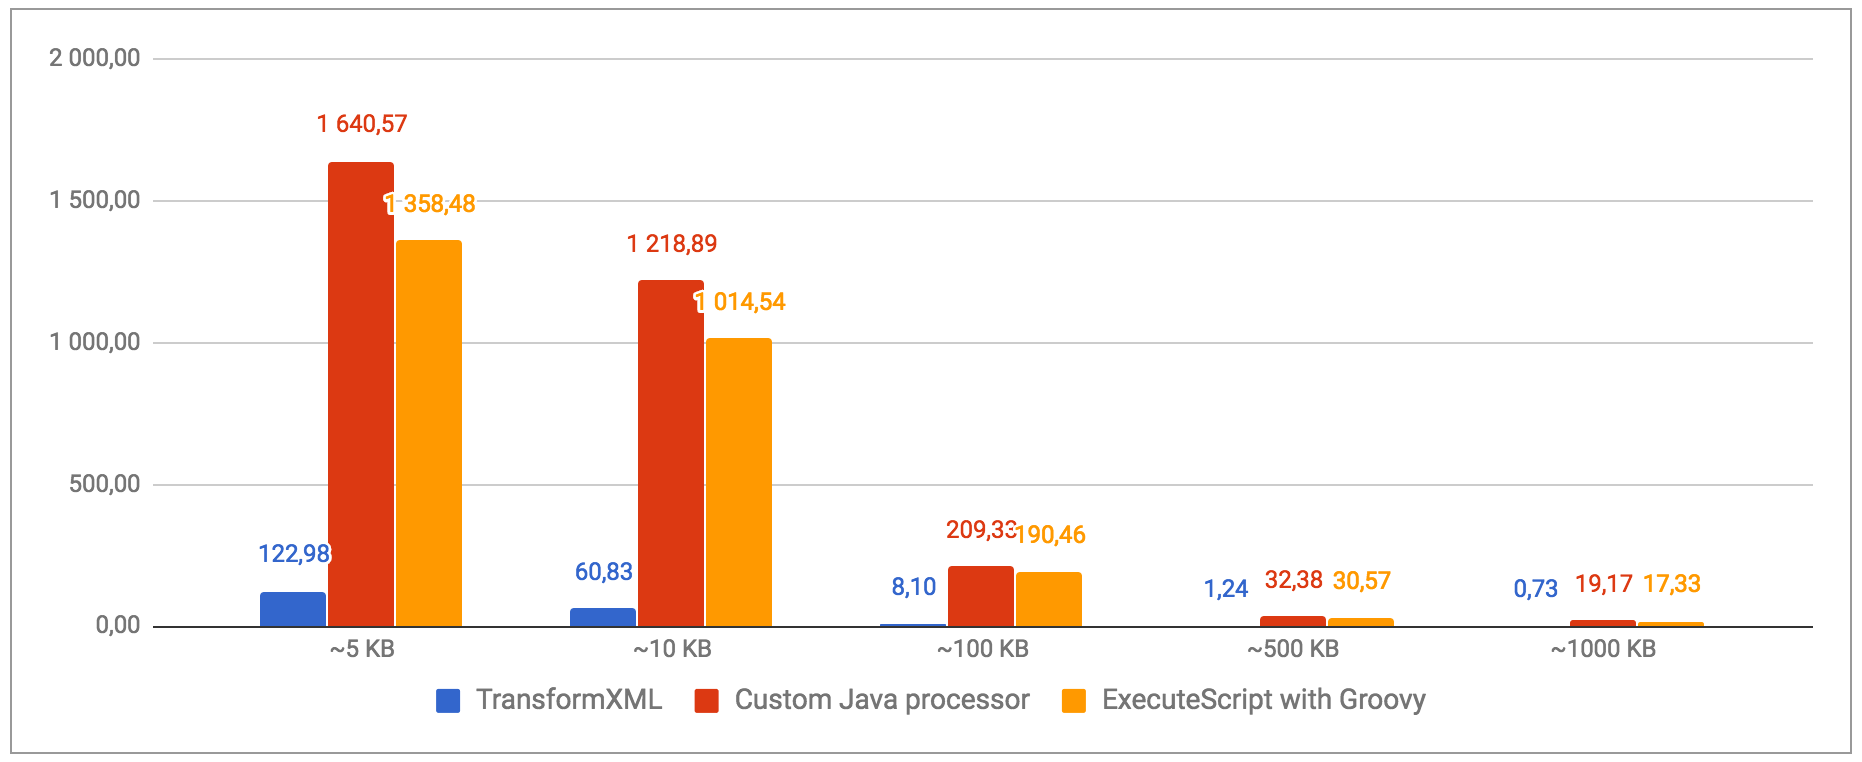 2 000,00
1 500,00
1 000,00
500,00
0,00
122,98
1 640,57
1 358,48
60,83
1 218,89
1 014,54
8,10
209,33
190,46
1,24
32,38
30,57
0,73
19,17
17,33
~5 KB
~10 KB
~100 KB
~500 KB
~1000 KB
TransformXML
Custom Java processor
ExecuteScript with Groovy